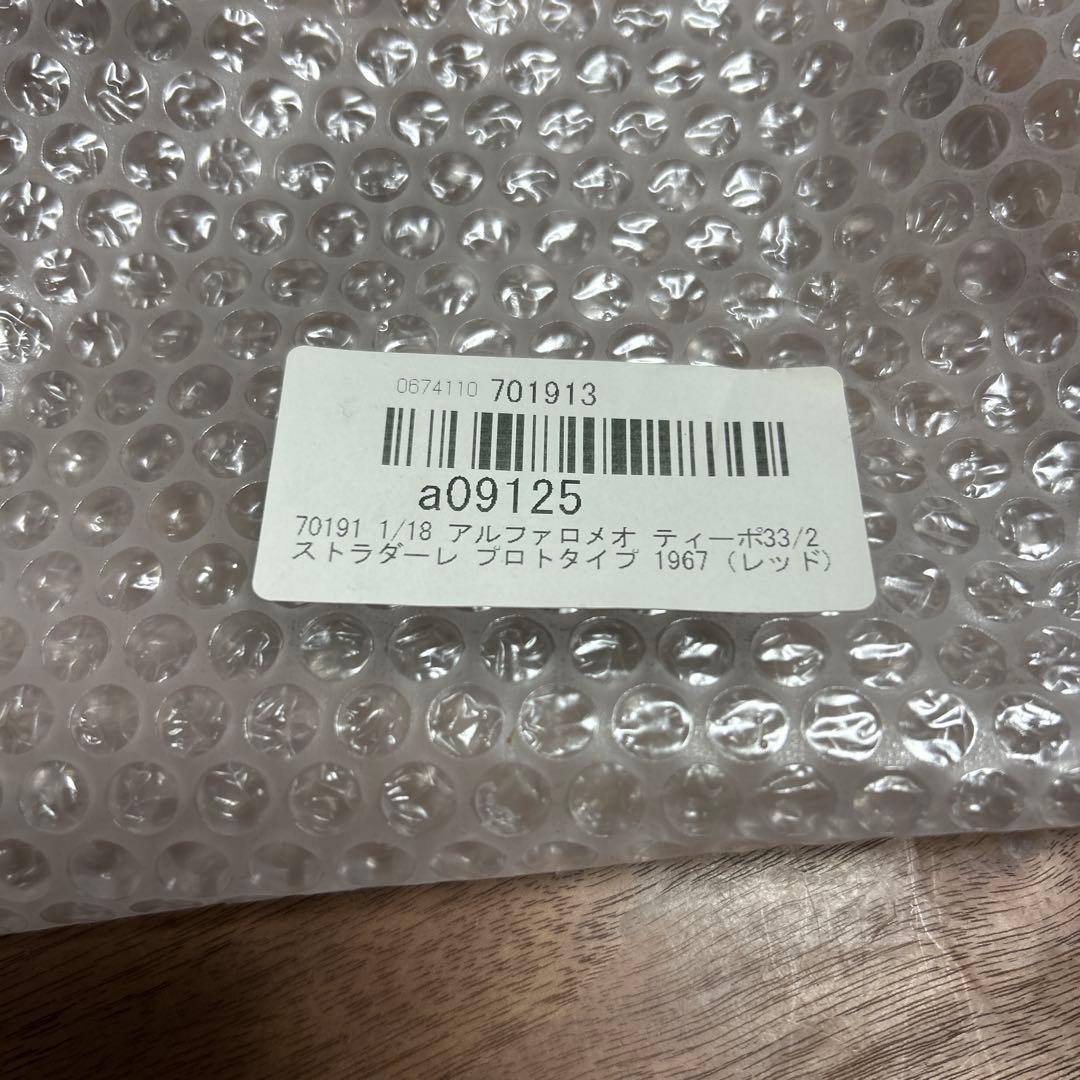 0674110 701913
a09125
70191 1/18 アルファロメオ ティーポ33/2
ストラダーレ プロトタイプ 1967 (レッド)